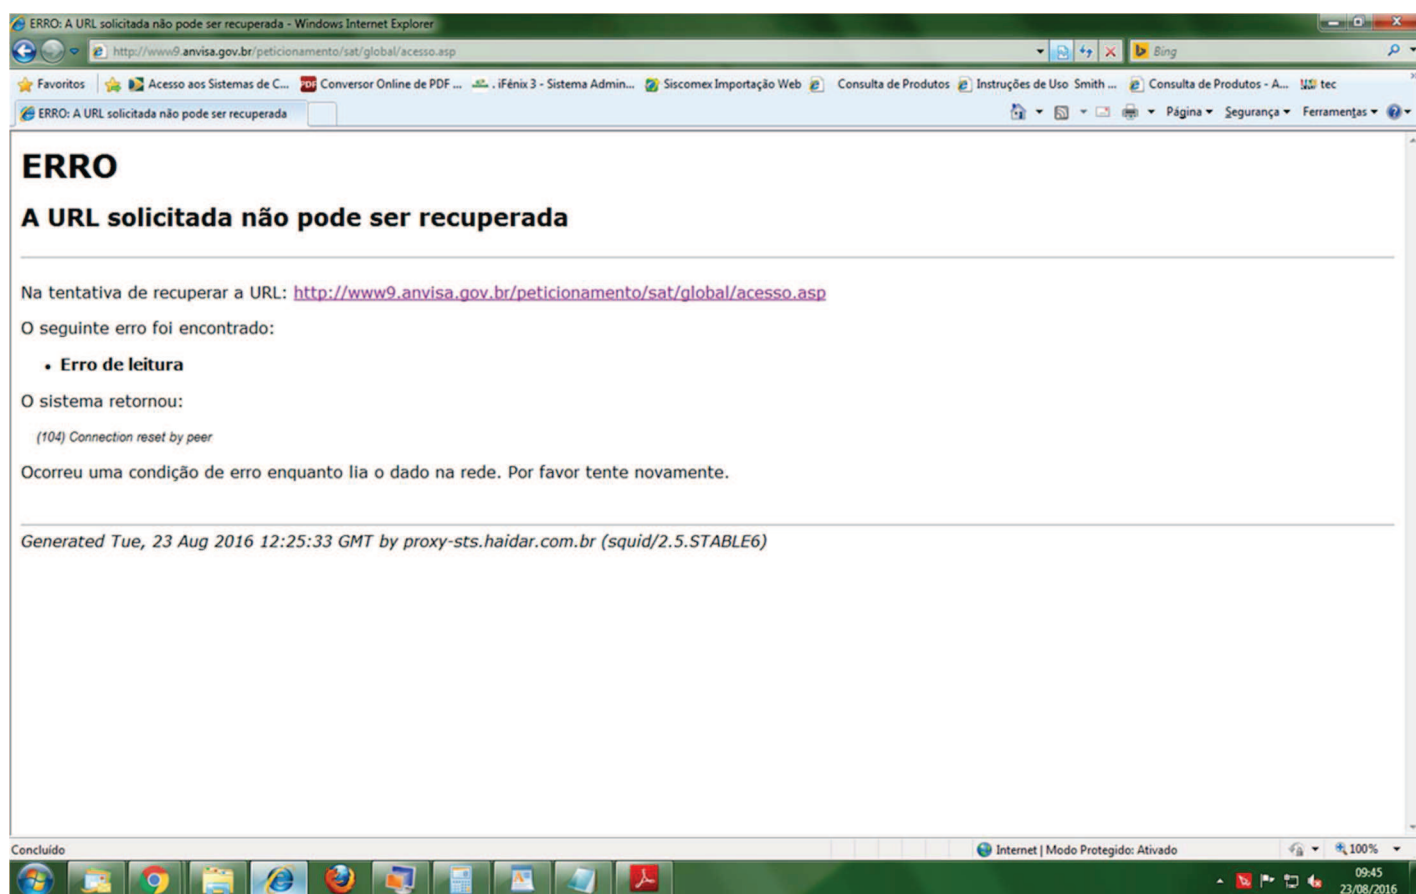 ERRO: A URL solicitada não pode ser recuperada - Windows Internet Explorer
http://www9.anvisa.gov.br/peticionamento/sat/global/acesso.asp
Bing
Favoritos
Acesso aos Sistemas de C...
Conversor Online de PDF ...
. iFénix 3 - Sistema Admin...
Siscomex Importação Web
Consulta de Produtos
Instruções de Uso Smith ...
Consulta de Produtos - A...
tec
ERRO: A URL solicitada não pode ser recuperada
Página
Segurança
Ferramentas
ERRO
A URL solicitada não pode ser recuperada
Na tentativa de recuperar a URL: http://www9.anvisa.gov.br/peticionamento/sat/global/acesso.asp
O seguinte erro foi encontrado:
• Erro de leitura
O sistema retornou:
(104) Connection reset by peer
Ocorreu uma condição de erro enquanto lia o dado na rede. Por favor tente novamente.
Generated Tue, 23 Aug 2016 12:25:33 GMT by proxy-sts.haidar.com.br (squid/2.5.STABLE6)
Concluído
Internet | Modo Protegido: Ativado
100%
09:45
23/08/2016